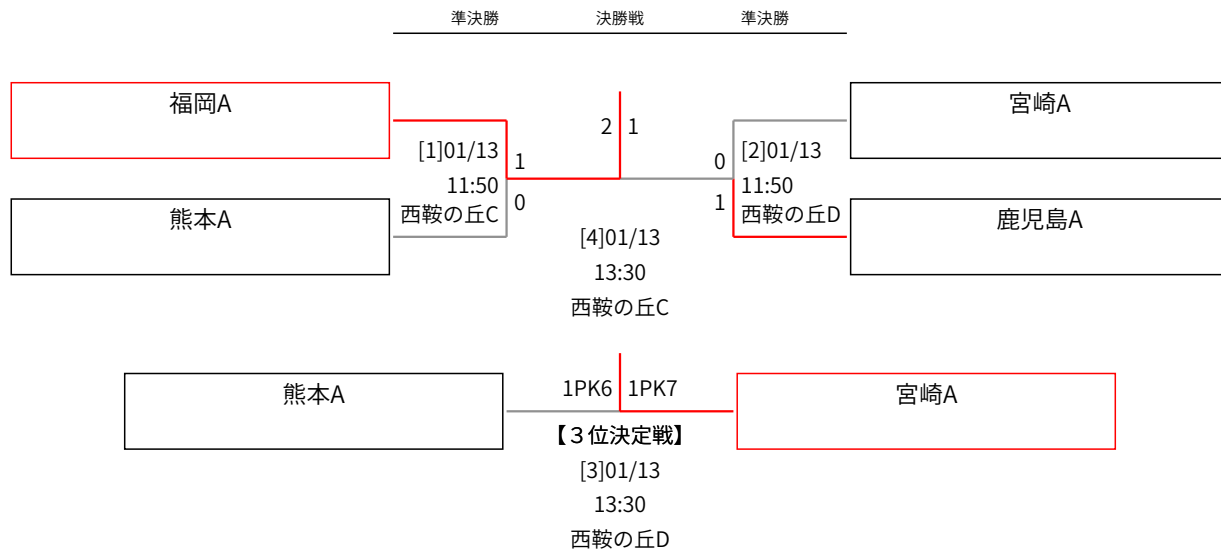 準決勝 決勝戦 準決勝
福岡A
宮崎A
2 1
[1]01/13
11:50
西鞍の丘C
1
0
0
1
[2]01/13
11:50
西鞍の丘D
熊本A
鹿児島A
[4]01/13
13:30
西鞍の丘C
熊本A
1PK6 1PK7
宮崎A
【３位決定戦】
[3]01/13
13:30
西鞍の丘D